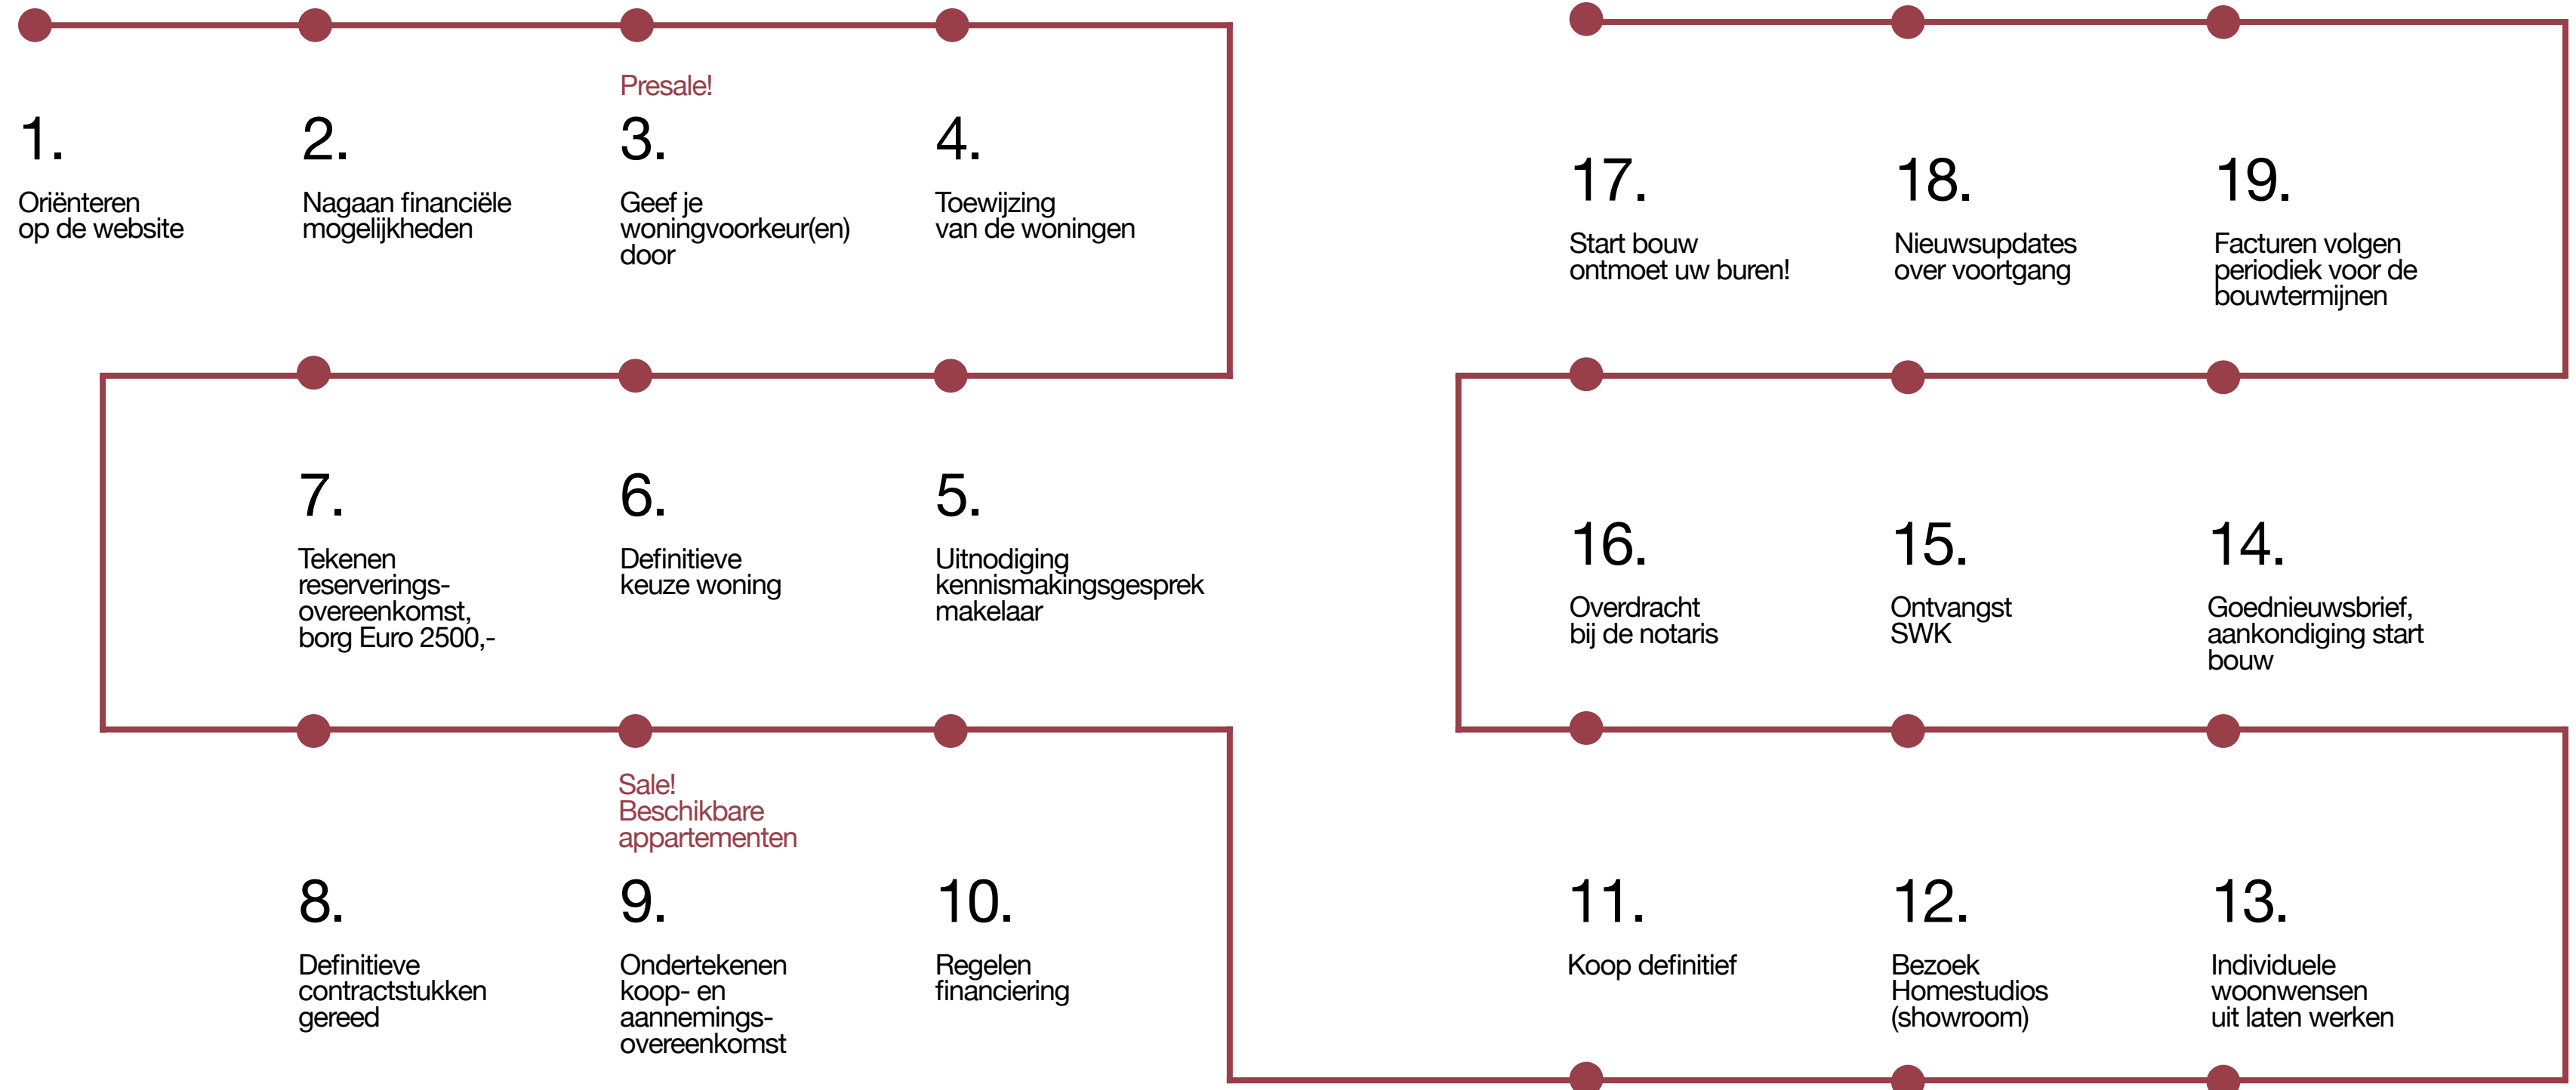 1.
Oriënteren
op de website
2.
Nagaan financiële
mogelijkheden
Presale!
3.
Geef je
woningvoorkeur(en)
door
4.
Toewijzing
van de woningen
5.
Uitnodiging
kennismakingsgesprek
makelaar
6.
Definitieve
keuze woning
7.
Tekenen
reserverings-
overeenkomst,
borg Euro 2500,-
8.
Definitieve
contractstukken
gereed
Sale!
Beschikbare
appartementen
9.
Ondertekenen
koop- en
aannemings-
overeenkomst
10.
Regelen
financiering
11.
Koop definitief
12.
Bezoek
Homestudios
(showroom)
13.
Individuele
woonwensen
uit laten werken
14.
Goednieuwsbrief,
aankondiging start
bouw
15.
Ontvangst
SWK
16.
Overdracht
bij de notaris
17.
Start bouw
ontmoet uw buren!
18.
Nieuwsupdates
over voortgang
19.
Facturen volgen
periodiek voor de
bouwtermijnen